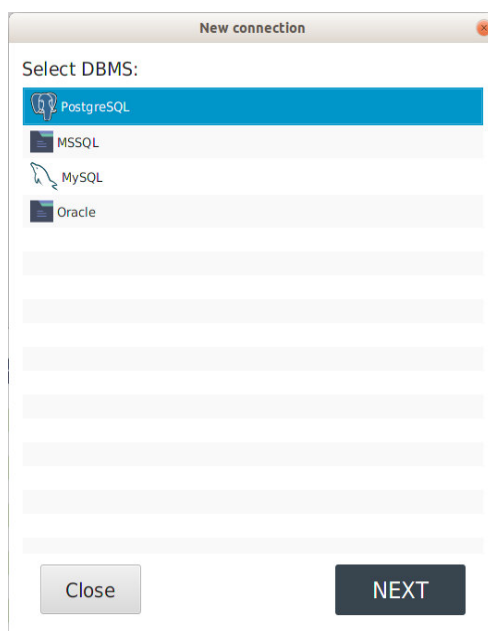 New connection
Select DBMS:
PostgreSQL
MSSQL
MySQL
Oracle
Close
NEXT